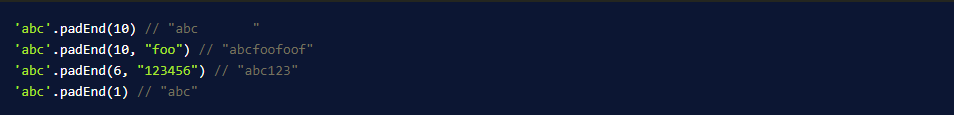 'abc'.padEnd(10) // "abc       "
'abc'.padEnd(10, "foo") // "abcfoofoof"
'abc'.padEnd(6, "123456") // "abc123"
'abc'.padEnd(1) // "abc"